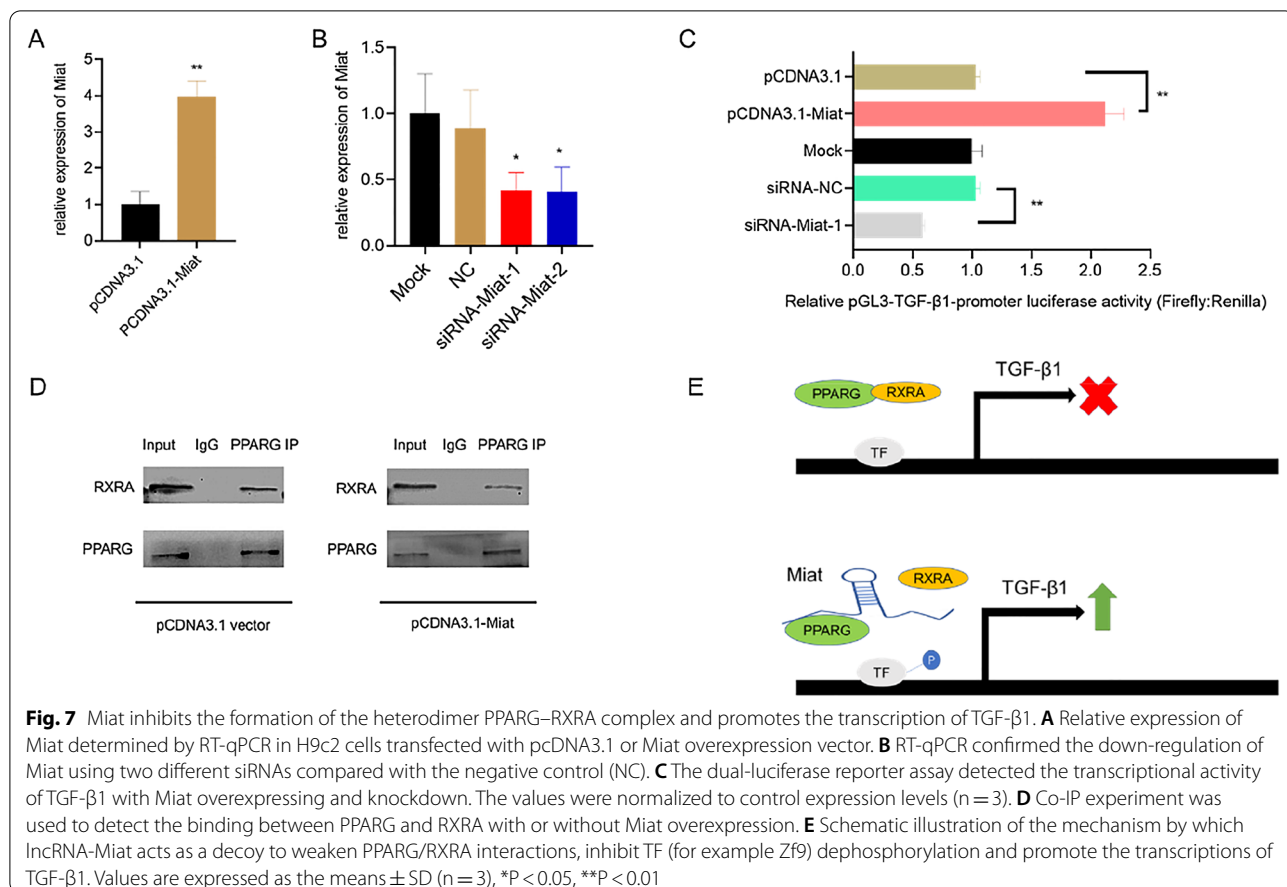 A
relative expression of Miat
6
5
4
3
2
1
0
**
pCDNA3.1
PCDNA3.1-Miat
B
relative expression of Miat
1.5
1.0
0.5
0.0
*
*
Mock
NC
siRNA-Miat-1
siRNA-Miat-2
C
pCDNA3.1
pCDNA3.1-Miat
Mock
siRNA-NC
siRNA-Miat-1
**
**
0.0 0.5 1.0 1.5 2.0 2.5
Relative pGL3-TGF-β1-promoter luciferase activity (Firefly:Renilla)
D
Input IgG PPARG IP
RXRA
PPARG
pCDNA3.1 vector
Input IgG PPARG IP
RXRA
PPARG
pCDNA3.1-Miat
E
PPARG RXRA
TGF-β1
TF
Miat
RXRA
TGF-β1
PPARG
P
TF
Fig. 7 Miat inhibits the formation of the heterodimer PPARG–RXRA complex and promotes the transcription of TGF-β1. A Relative expression of
Miat determined by RT-qPCR in H9c2 cells transfected with pcDNA3.1 or Miat overexpression vector. B RT-qPCR confirmed the down-regulation of
Miat using two different siRNAs compared with the negative control (NC). C The dual-luciferase reporter assay detected the transcriptional activity
of TGF-β1 with Miat overexpressing and knockdown. The values were normalized to control expression levels (n = 3). D Co-IP experiment was
used to detect the binding between PPARG and RXRA with or without Miat overexpression. E Schematic illustration of the mechanism by which
lncRNA-Miat acts as a decoy to weaken PPARG/RXRA interactions, inhibit TF (for example Zf9) dephosphorylation and promote the transcriptions of
TGF-β1. Values are expressed as the means ± SD (n = 3), *P < 0.05, **P < 0.01